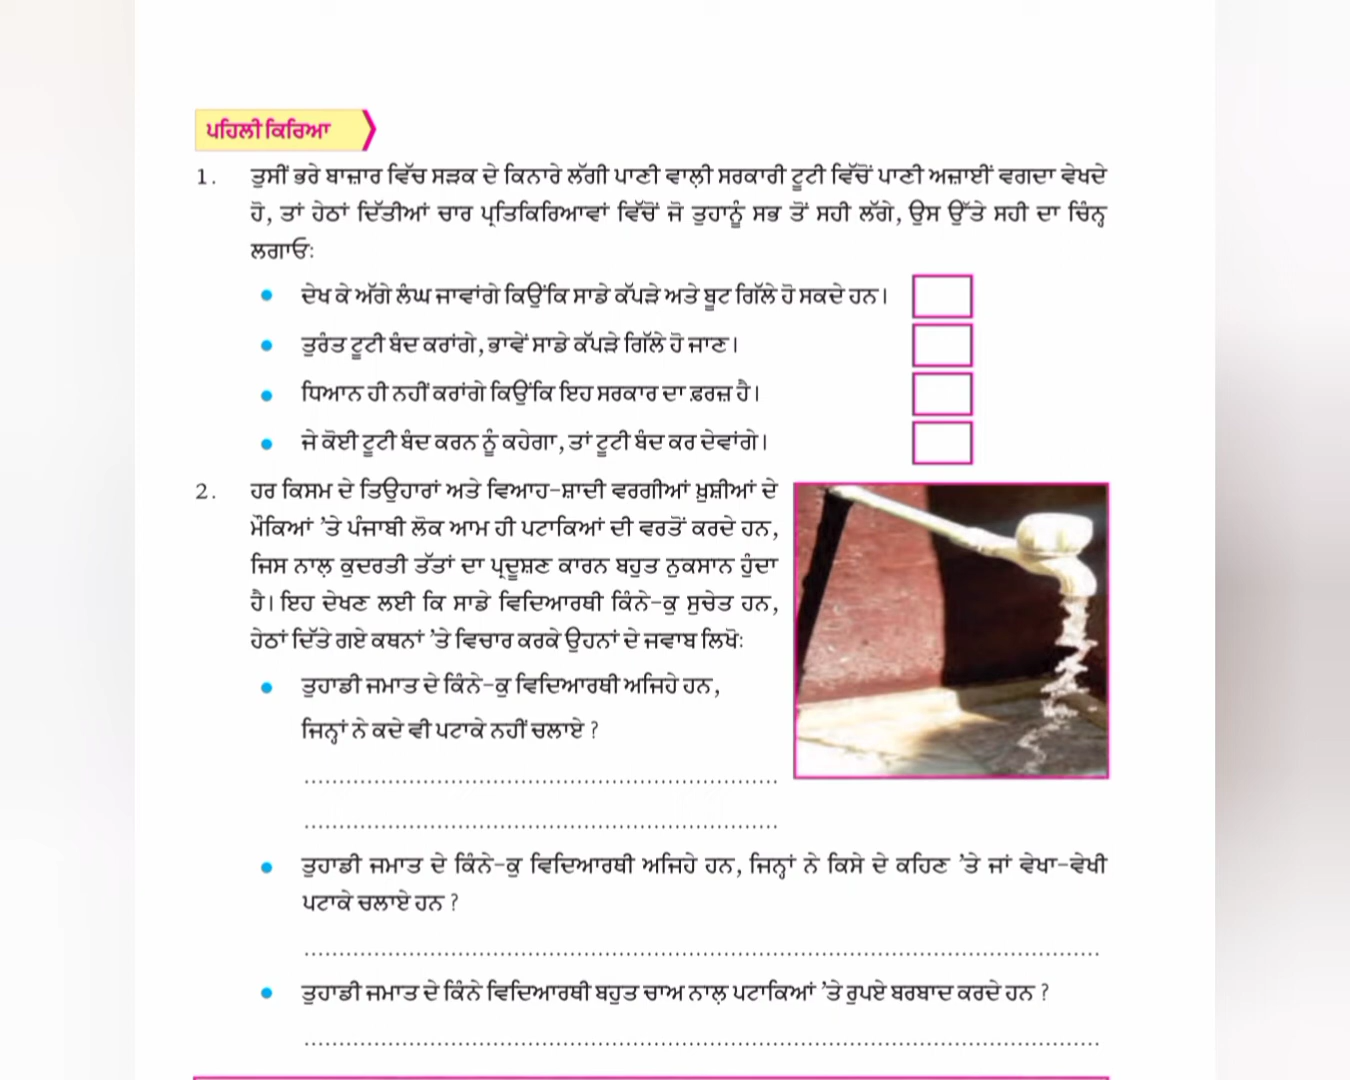 ਪਹਿਲੀ ਕਿਰਿਆ
1. ਤੁਸੀਂ ਭਰੇ ਬਾਜ਼ਾਰ ਵਿੱਚ ਸੜਕ ਦੇ ਕਿਨਾਰੇ ਲੱਗੀ ਪਾਣੀ ਵਾਲ਼ੀ ਸਰਕਾਰੀ ਟੂਟੀ ਵਿੱਚੋਂ ਪਾਣੀ ਅਜ਼ਾਈਂ ਵਗਦਾ ਵੇਖਦੇ
ਹੋ, ਤਾਂ ਹੇਠਾਂ ਦਿੱਤੀਆਂ ਚਾਰ ਪ੍ਰਤਿਕਿਰਿਆਵਾਂ ਵਿੱਚੋਂ ਜੋ ਤੁਹਾਨੂੰ ਸਭ ਤੋਂ ਸਹੀ ਲੱਗੇ, ਉਸ ਉੱਤੇ ਸਹੀ ਦਾ ਚਿੰਨ੍ਹ
ਲਗਾਓ:
• ਦੇਖ ਕੇ ਅੱਗੇ ਲੰਘ ਜਾਵਾਂਗੇ ਕਿਉਂਕਿ ਸਾਡੇ ਕੱਪੜੇ ਅਤੇ ਬੂਟ ਗਿੱਲੇ ਹੋ ਸਕਦੇ ਹਨ।
• ਤੁਰੰਤ ਟੂਟੀ ਬੰਦ ਕਰਾਂਗੇ, ਭਾਵੇਂ ਸਾਡੇ ਕੱਪੜੇ ਗਿੱਲੇ ਹੋ ਜਾਣ।
• ਧਿਆਨ ਹੀ ਨਹੀਂ ਕਰਾਂਗੇ ਕਿਉਂਕਿ ਇਹ ਸਰਕਾਰ ਦਾ ਫ਼ਰਜ਼ ਹੈ।
• ਜੇ ਕੋਈ ਟੂਟੀ ਬੰਦ ਕਰਨ ਨੂੰ ਕਹੇਗਾ, ਤਾਂ ਟੂਟੀ ਬੰਦ ਕਰ ਦੇਵਾਂਗੇ।
2. ਹਰ ਕਿਸਮ ਦੇ ਤਿਉਹਾਰਾਂ ਅਤੇ ਵਿਆਹ-ਸ਼ਾਦੀ ਵਰਗੀਆਂ ਖ਼ੁਸ਼ੀਆਂ ਦੇ
ਮੌਕਿਆਂ ’ਤੇ ਪੰਜਾਬੀ ਲੋਕ ਆਮ ਹੀ ਪਟਾਕਿਆਂ ਦੀ ਵਰਤੋਂ ਕਰਦੇ ਹਨ,
ਜਿਸ ਨਾਲ਼ ਕੁਦਰਤੀ ਤੱਤਾਂ ਦਾ ਪ੍ਰਦੂਸ਼ਣ ਕਾਰਨ ਬਹੁਤ ਨੁਕਸਾਨ ਹੁੰਦਾ
ਹੈ। ਇਹ ਦੇਖਣ ਲਈ ਕਿ ਸਾਡੇ ਵਿਦਿਆਰਥੀ ਕਿੰਨੇ-ਕੁ ਸੁਚੇਤ ਹਨ,
ਹੇਠਾਂ ਦਿੱਤੇ ਗਏ ਕਥਨਾਂ ’ਤੇ ਵਿਚਾਰ ਕਰਕੇ ਉਹਨਾਂ ਦੇ ਜਵਾਬ ਲਿਖੋ:
• ਤੁਹਾਡੀ ਜਮਾਤ ਦੇ ਕਿੰਨੇ-ਕੁ ਵਿਦਿਆਰਥੀ ਅਜਿਹੇ ਹਨ,
ਜਿਨ੍ਹਾਂ ਨੇ ਕਦੇ ਵੀ ਪਟਾਕੇ ਨਹੀਂ ਚਲਾਏ ?
• ਤੁਹਾਡੀ ਜਮਾਤ ਦੇ ਕਿੰਨੇ-ਕੁ ਵਿਦਿਆਰਥੀ ਅਜਿਹੇ ਹਨ, ਜਿਨ੍ਹਾਂ ਨੇ ਕਿਸੇ ਦੇ ਕਹਿਣ ’ਤੇ ਜਾਂ ਵੇਖਾ-ਵੇਖੀ
ਪਟਾਕੇ ਚਲਾਏ ਹਨ ?
• ਤੁਹਾਡੀ ਜਮਾਤ ਦੇ ਕਿੰਨੇ ਵਿਦਿਆਰਥੀ ਬਹੁਤ ਚਾਅ ਨਾਲ਼ ਪਟਾਕਿਆਂ ’ਤੇ ਰੁਪਏ ਬਰਬਾਦ ਕਰਦੇ ਹਨ ?